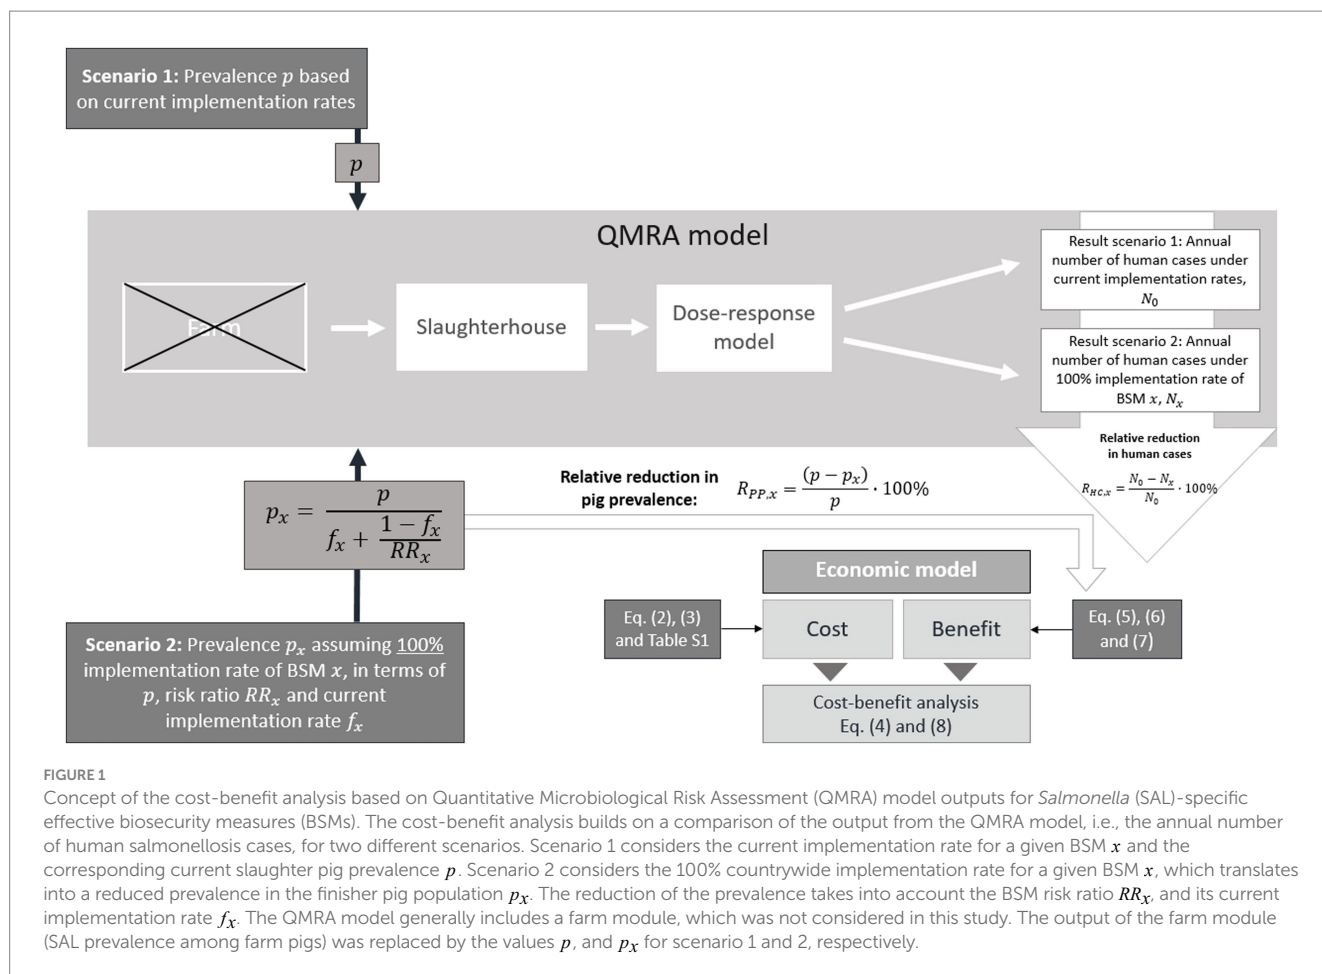 Scenario 1: Prevalence p based
on current implementation rates
p
QMRA model
Farm
Slaughterhouse
Dose-response
model
Result scenario 1: Annual
number of human cases under
current implementation rates,
N₀
Result scenario 2: Annual
number of human cases under
100% implementation rate of
BSM x, Nₓ
Relative reduction
in human cases
R_{HC,x} = (N₀ − Nₓ)/N₀ · 100%
pₓ = p / (fₓ + (1 − fₓ)/RRₓ)
Relative reduction in
pig prevalence:
R_{PP,x} = (p − pₓ)/p · 100%
Scenario 2: Prevalence pₓ assuming 100%
implementation rate of BSM x, in terms of
p, risk ratio RRₓ and current
implementation rate fₓ
Economic model
Eq. (2), (3)
and Table S1
Cost
Benefit
Eq. (5), (6)
and (7)
Cost-benefit analysis
Eq. (4) and (8)
FIGURE 1
Concept of the cost-benefit analysis based on Quantitative Microbiological Risk Assessment (QMRA) model outputs for Salmonella (SAL)-specific
effective biosecurity measures (BSMs). The cost-benefit analysis builds on a comparison of the output from the QMRA model, i.e., the annual number
of human salmonellosis cases, for two different scenarios. Scenario 1 considers the current implementation rate for a given BSM x and the
corresponding current slaughter pig prevalence p. Scenario 2 considers the 100% countrywide implementation rate for a given BSM x, which translates
into a reduced prevalence in the finisher pig population pₓ. The reduction of the prevalence takes into account the BSM risk ratio RRₓ, and its current
implementation rate fₓ. The QMRA model generally includes a farm module, which was not considered in this study. The output of the farm module
(SAL prevalence among farm pigs) was replaced by the values p, and pₓ for scenario 1 and 2, respectively.